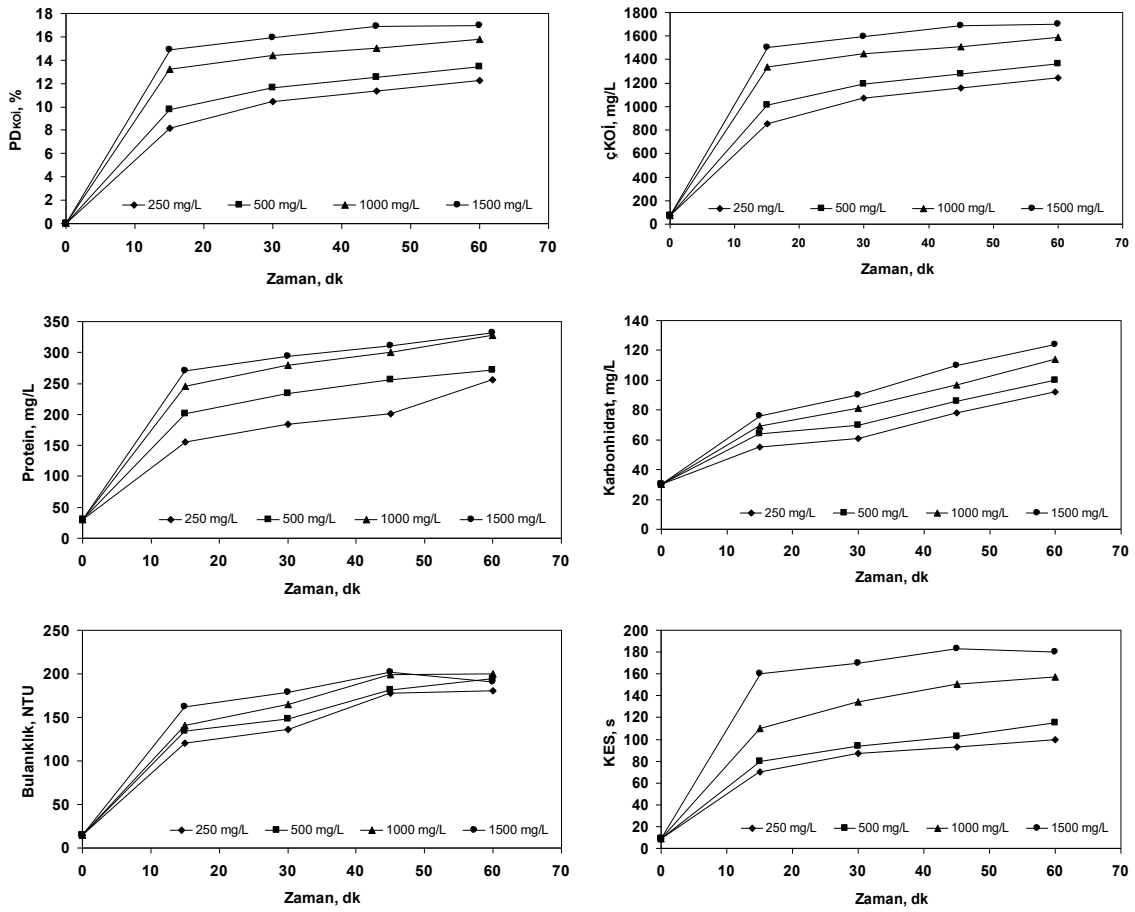 18
16
14
12
10
8
6
4
2
0
PDKOİ, %
250 mg/L 500 mg/L 1000 mg/L 1500 mg/L
0 10 20 30 40 50 60 70
Zaman, dk
1800
1600
1400
1200
1000
800
600
400
200
0
çKOİ, mg/L
250 mg/L 500 mg/L 1000 mg/L 1500 mg/L
0 10 20 30 40 50 60 70
Zaman, dk
350
300
250
200
150
100
50
0
Protein, mg/L
250 mg/L 500 mg/L 1000 mg/L 1500 mg/L
0 10 20 30 40 50 60 70
Zaman, dk
140
120
100
80
60
40
20
0
Karbonhidrat, mg/L
250 mg/L 500 mg/L 1000 mg/L 1500 mg/L
0 10 20 30 40 50 60 70
Zaman, dk
250
200
150
100
50
0
Bulanıklık, NTU
250 mg/L 500 mg/L 1000 mg/L 1500 mg/L
0 10 20 30 40 50 60 70
Zaman, dk
200
180
160
140
120
100
80
60
40
20
0
KES, s
250 mg/L 500 mg/L 1000 mg/L 1500 mg/L
0 10 20 30 40 50 60 70
Zaman, dk